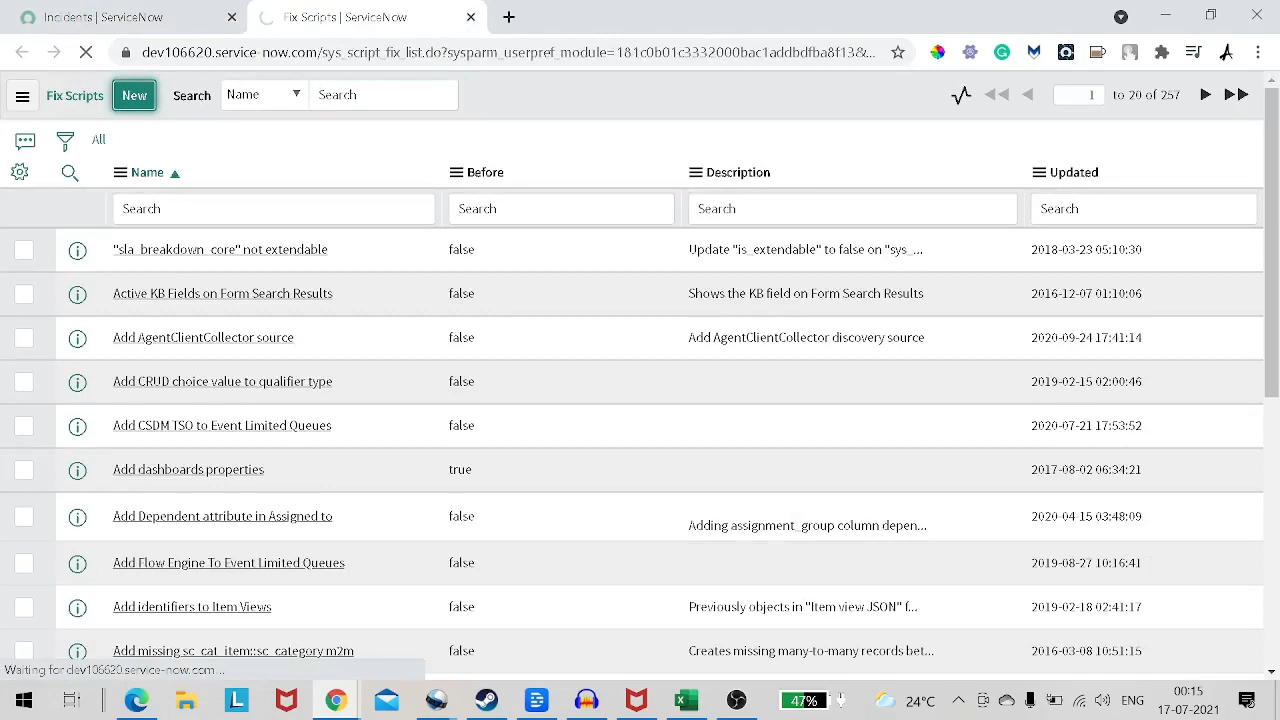 Incidents | ServiceNow
Fix Scripts | ServiceNow
dev106620.service-now.com/sys_script_fix_list.do?sysparm_userpref_module=181c0b01c3332000bac1addbdfba8f13&...
Fix Scripts New Search Name Search 1 to 20 of 257
All
Name Before Description Updated
Search Search Search Search
"sla_breakdown_core" not extendable false Update "is_extendable" to false on "sys_... 2018-03-23 05:10:30
Active KB Fields on Form Search Results false Shows the KB field on Form Search Results 2016-12-07 01:10:06
Add AgentClientCollector source false Add AgentClientCollector discovery source 2020-09-24 17:41:14
Add CRUD choice value to qualifier type false 2019-02-15 02:00:46
Add CSDM TSO to Event Limited Queues false 2020-07-21 17:53:52
Add dashboards properties true 2017-08-02 06:34:21
Add Dependent attribute in Assigned to false Adding assignment_group column depen... 2020-04-15 03:48:09
Add Flow Engine To Event Limited Queues false 2019-08-27 10:16:41
Add identifiers to Item Views false Previously objects in "Item view JSON" f... 2019-02-18 02:41:17
Add missing sc_cat_item::sc_category m2m false Creates missing many-to-many records bet... 2016-03-08 10:51:15
Waiting for dev106620.service-now.com...
47% 24°C ENG 00:15
17-07-2021